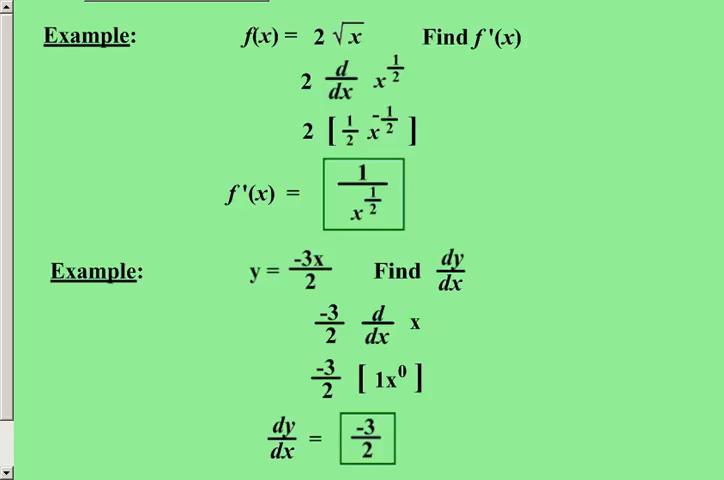 Example: f(x) = 2 √x Find f '(x)
2 d/dx x^(1/2)
2 [ 1/2 x^(-1/2) ]
f '(x) = 1/x^(1/2)
Example: y = -3x/2 Find dy/dx
-3/2 d/dx x
-3/2 [ 1x⁰ ]
dy/dx = -3/2